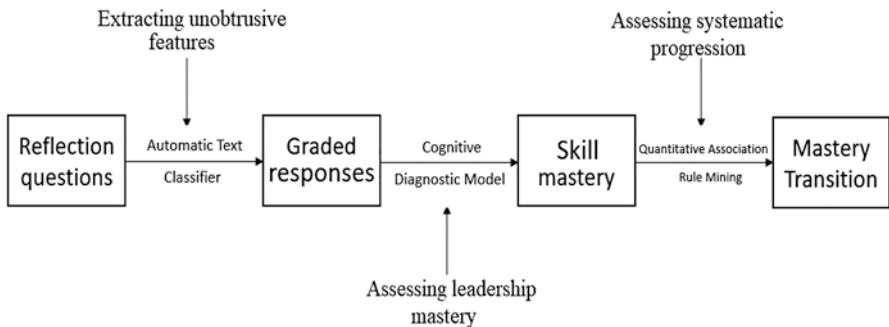 Extracting unobtrusive
features
Assessing systematic
progression
Reflection
questions
Automatic Text
Classifier
Graded
responses
Cognitive
Diagnostic Model
Skill
mastery
Quantitative Association
Rule Mining
Mastery
Transition
Assessing leadership
mastery